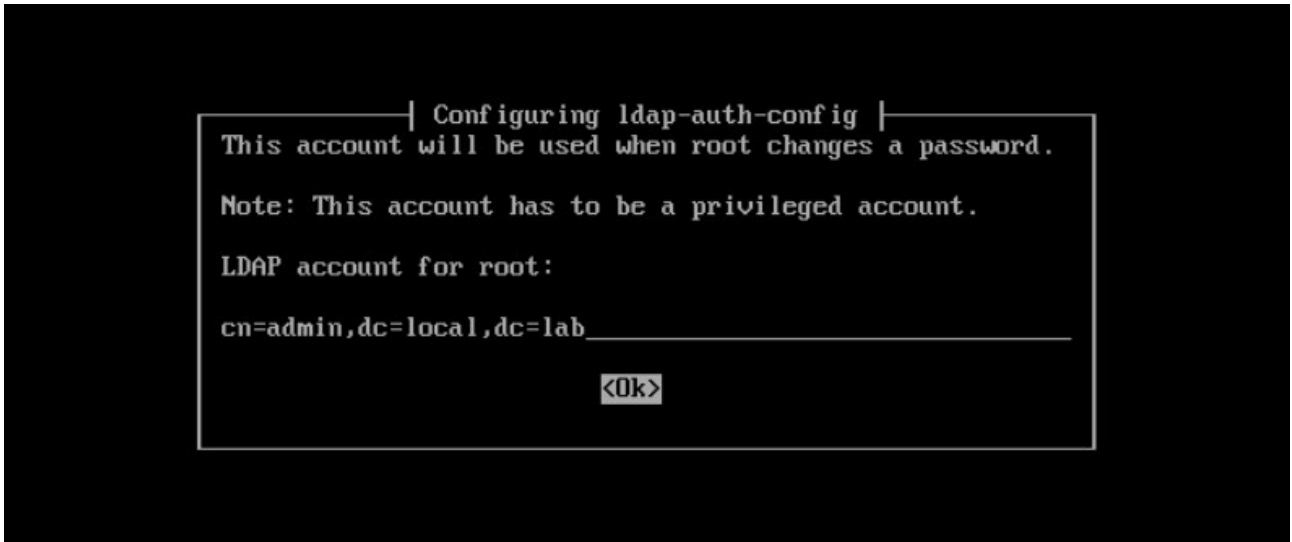 Configuring ldap-auth-config
This account will be used when root changes a password.
Note: This account has to be a privileged account.
LDAP account for root:
cn=admin,dc=local,dc=lab
<Ok>